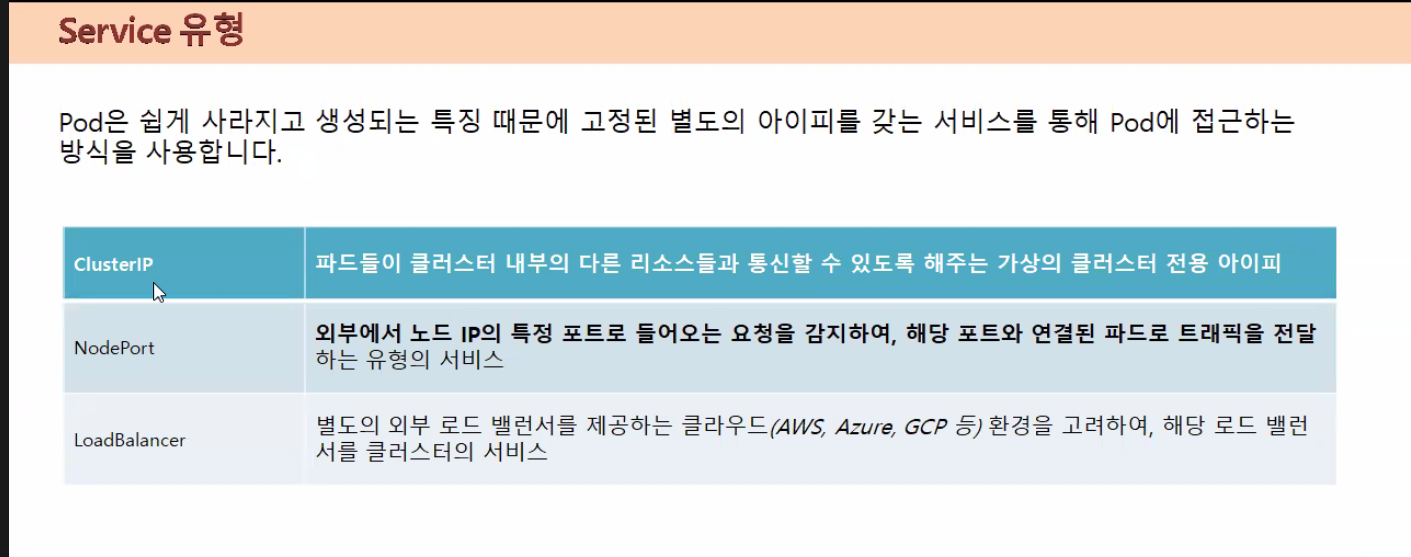 Service 유형
Pod은 쉽게 사라지고 생성되는 특징 때문에 고정된 별도의 아이피를 갖는 서비스를 통해 Pod에 접근하는
방식을 사용합니다.
ClusterIP
파드들이 클러스터 내부의 다른 리소스들과 통신할 수 있도록 해주는 가상의 클러스터 전용 아이피
NodePort
외부에서 노드 IP의 특정 포트로 들어오는 요청을 감지하여, 해당 포트와 연결된 파드로 트래픽을 전달
하는 유형의 서비스
LoadBalancer
별도의 외부 로드 밸런서를 제공하는 클라우드(AWS, Azure, GCP 등) 환경을 고려하여, 해당 로드 밸런
서를 클러스터의 서비스